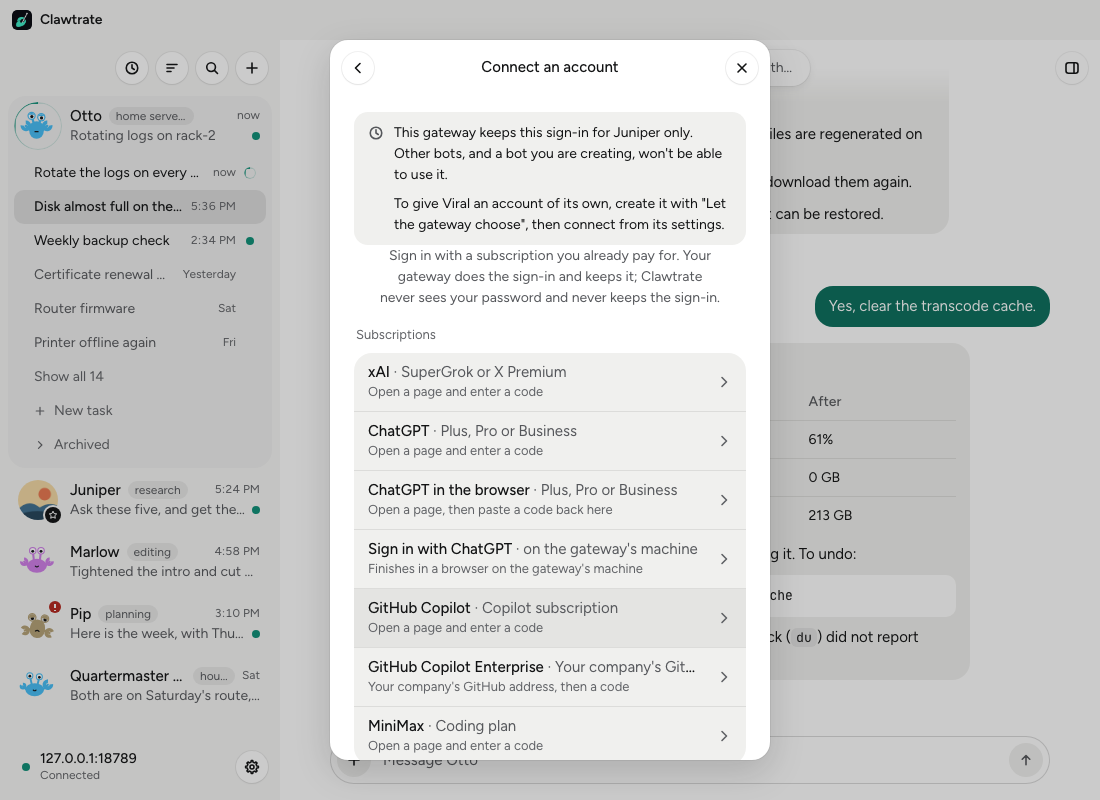 Clawtrate
Otto
home serve...
now
Rotating logs on rack-2
Rotate the logs on every ...
now
Disk almost full on the...
5:36 PM
Weekly backup check
2:34 PM
Certificate renewal ...
Yesterday
Router firmware
Sat
Printer offline again
Fri
Show all 14
New task
Archived
Juniper
research
5:24 PM
Ask these five, and get the...
Marlow
editing
4:58 PM
Tightened the intro and cut ...
Pip
planning
3:10 PM
Here is the week, with Thu...
Quartermaster ...
hou...
Sat
Both are on Saturday's route,...
127.0.0.1:18789
Connected
Connect an account
This gateway keeps this sign-in for Juniper only.
Other bots, and a bot you are creating, won't be able
to use it.
To give Viral an account of its own, create it with "Let
the gateway choose", then connect from its settings.
Sign in with a subscription you already pay for. Your
gateway does the sign-in and keeps it; Clawtrate
never sees your password and never keeps the sign-in.
Subscriptions
xAI · SuperGrok or X Premium
Open a page and enter a code
ChatGPT · Plus, Pro or Business
Open a page and enter a code
ChatGPT in the browser · Plus, Pro or Business
Open a page, then paste a code back here
Sign in with ChatGPT · on the gateway's machine
Finishes in a browser on the gateway's machine
GitHub Copilot · Copilot subscription
Open a page and enter a code
GitHub Copilot Enterprise · Your company's Git...
Your company's GitHub address, then a code
MiniMax · Coding plan
Open a page and enter a code
th...
are regenerated on
download them again.
can be restored.
Yes, clear the transcode cache.
After
61%
0 GB
213 GB
it. To undo:
( du ) did not report
Message Otto